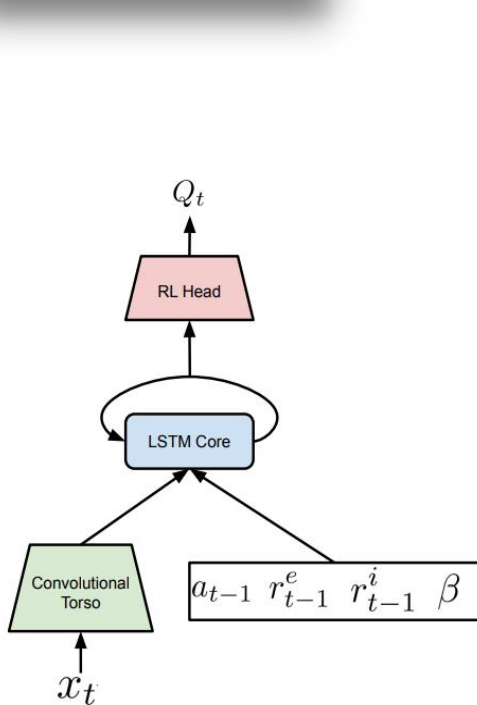 Q_t
RL Head
LSTM Core
Convolutional
Torso
a_{t-1} r^e_{t-1} r^i_{t-1} β
x_t